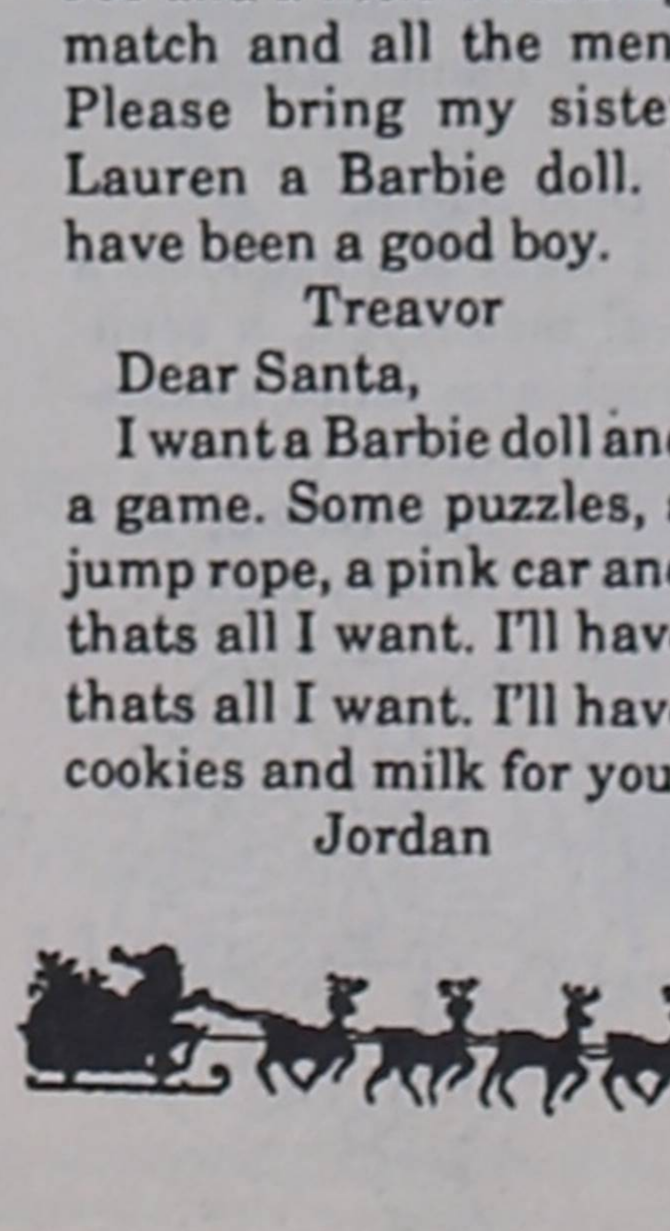 match and all the men
Please bring my siste
Lauren a Barbie doll.
have been a good boy.
Treavor
Dear Santa,
I want a Barbie doll an
a game. Some puzzles,
jump rope, a pink car an
thats all I want. I'll hav
thats all I want. I'll hav
cookies and milk for you
Jordan